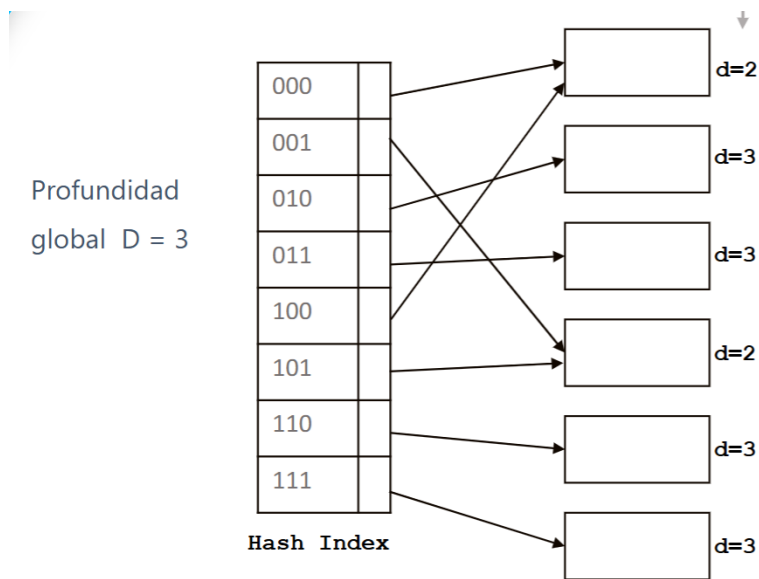 Profundidad
global D = 3
000
001
010
011
100
101
110
111
Hash Index
d=2
d=3
d=3
d=2
d=3
d=3